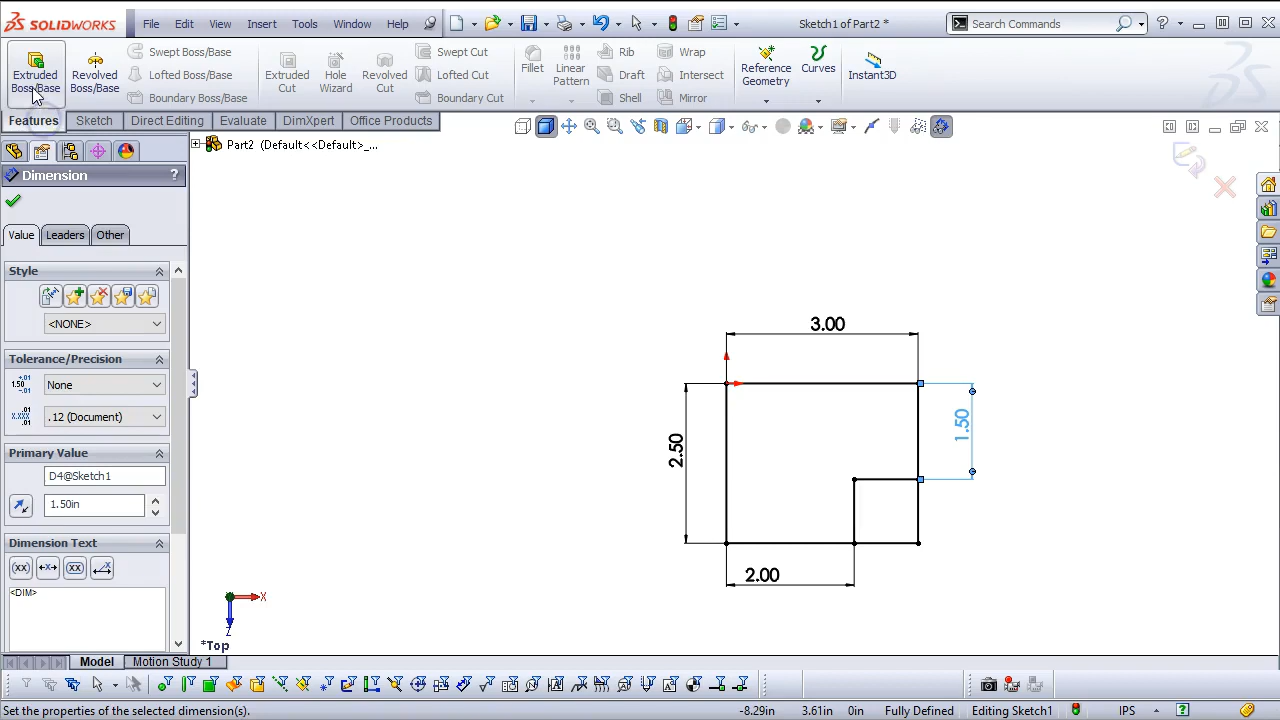 SOLIDWORKS File Edit View Insert Tools Window Help Sketch1 of Part2 * Search Commands
Extruded Boss/Base
Revolved Boss/Base
Swept Boss/Base
Lofted Boss/Base
Boundary Boss/Base
Extruded Cut
Hole Wizard
Revolved Cut
Swept Cut
Lofted Cut
Boundary Cut
Fillet
Linear Pattern
Rib
Draft
Shell
Wrap
Intersect
Mirror
Reference Geometry
Curves
Instant3D
Features Sketch Direct Editing Evaluate DimXpert Office Products
Part2 (Default<<Default>_...
Dimension ?
Value Leaders Other
Style
<NONE>
Tolerance/Precision
None
.12 (Document)
Primary Value
D4@Sketch1
1.50in
Dimension Text
<DIM>
3.00
1.50
2.50
2.00
X
Z
*Top
Model Motion Study 1
Set the properties of the selected dimension(s). -8.29in 3.61in 0in Fully Defined Editing Sketch1 IPS